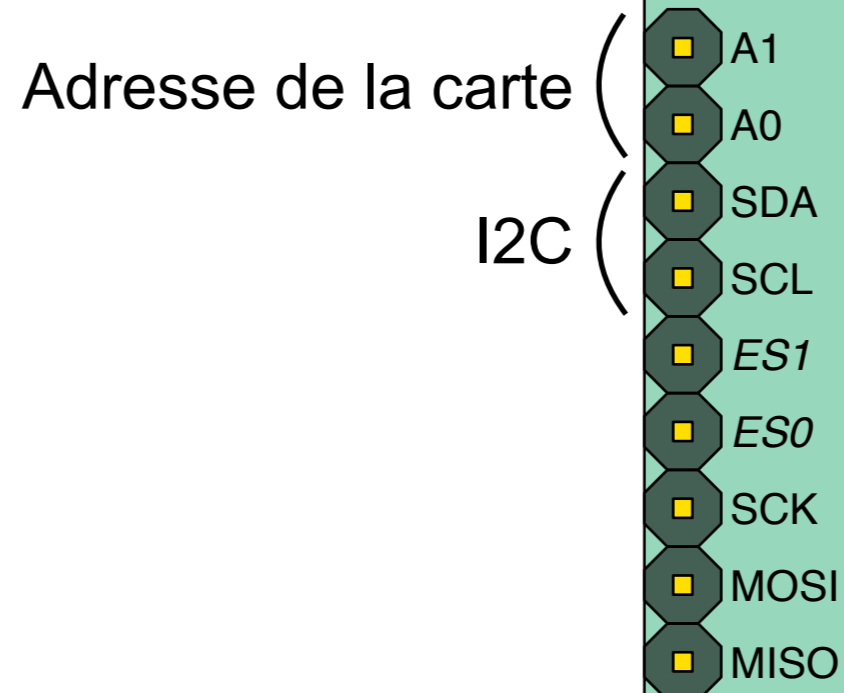 Adresse de la carte
A1
A0
I2C
SDA
SCL
ES1
ES0
SCK
MOSI
MISO